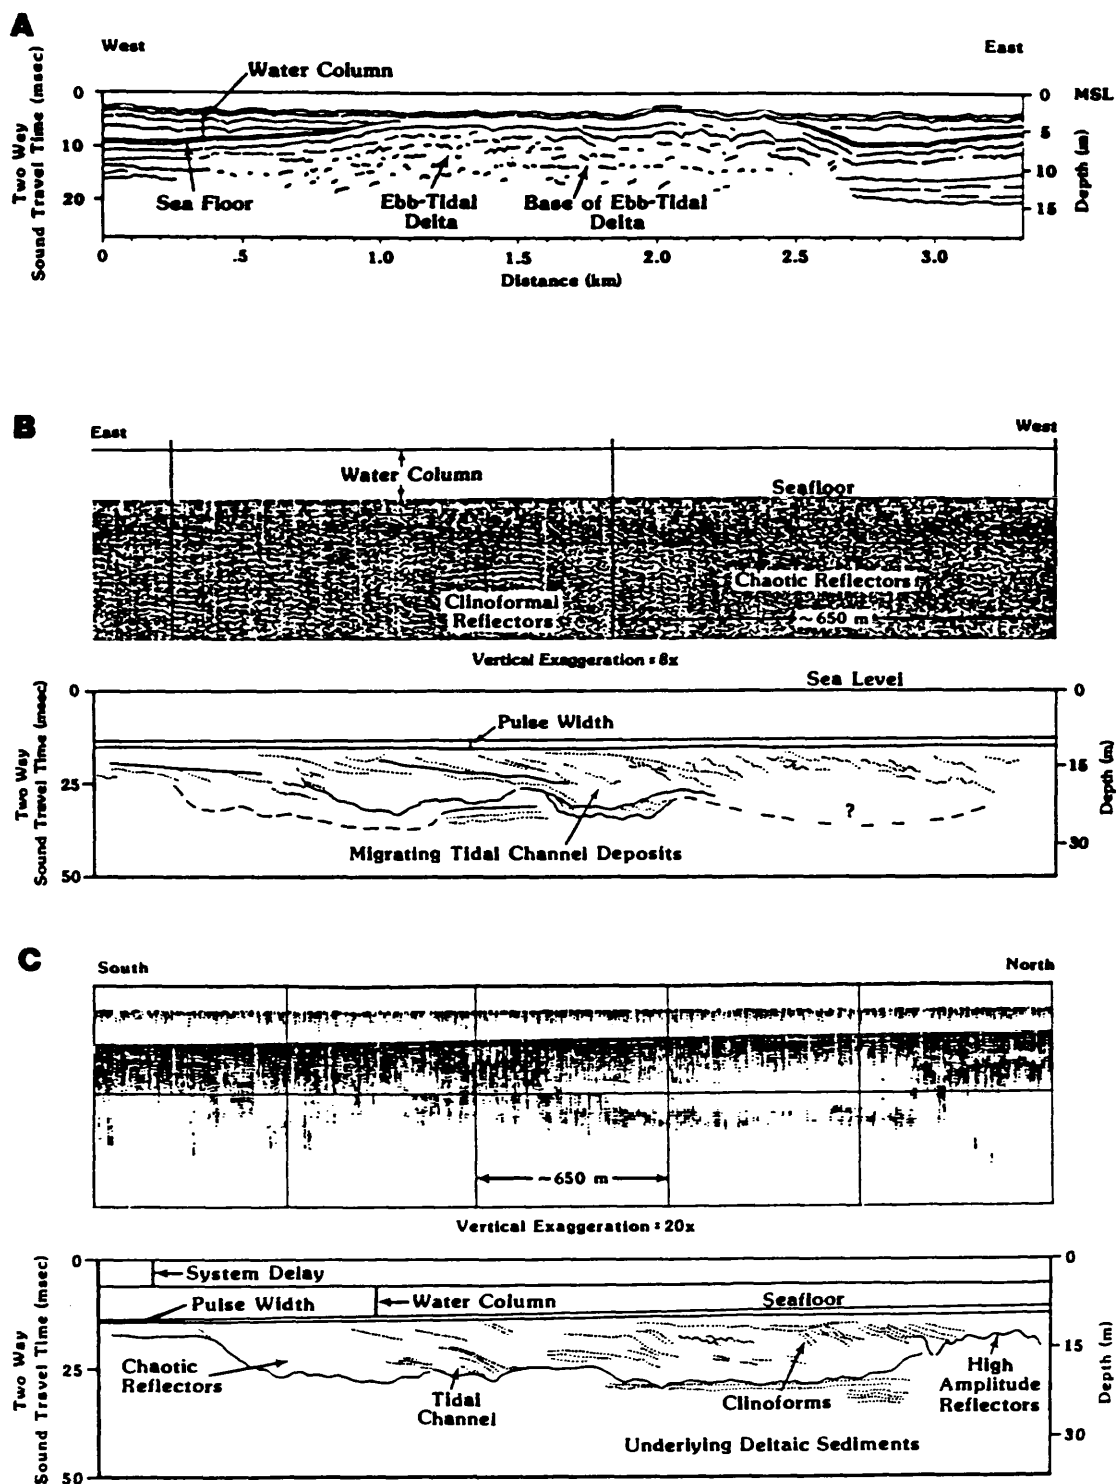 A
West
East
Water Column
Two Way
Sound Travel Time (msec)
0
10
20
0 MSL
5
10
15
Depth (m)
Sea Floor
Ebb-Tidal
Delta
Base of Ebb-Tidal
Delta
0 .5 1.0 1.5 2.0 2.5 3.0
Distance (km)
B
East
West
Water Column
Seafloor
Chaotic Reflectors
Clinoformal
Reflectors
~650 m
Vertical Exaggeration = 8x
Sea Level
Two Way
Sound Travel Time (msec)
0
25
50
0
15
30
Depth (m)
Pulse Width
?
Migrating Tidal Channel Deposits
C
South
North
~650 m
Vertical Exaggeration = 20x
Two Way
Sound Travel Time (msec)
0
25
50
0
15
30
Depth (m)
System Delay
Pulse Width
Water Column
Seafloor
Chaotic
Reflectors
Tidal
Channel
Clinoforms
High
Amplitude
Reflectors
Underlying Deltaic Sediments